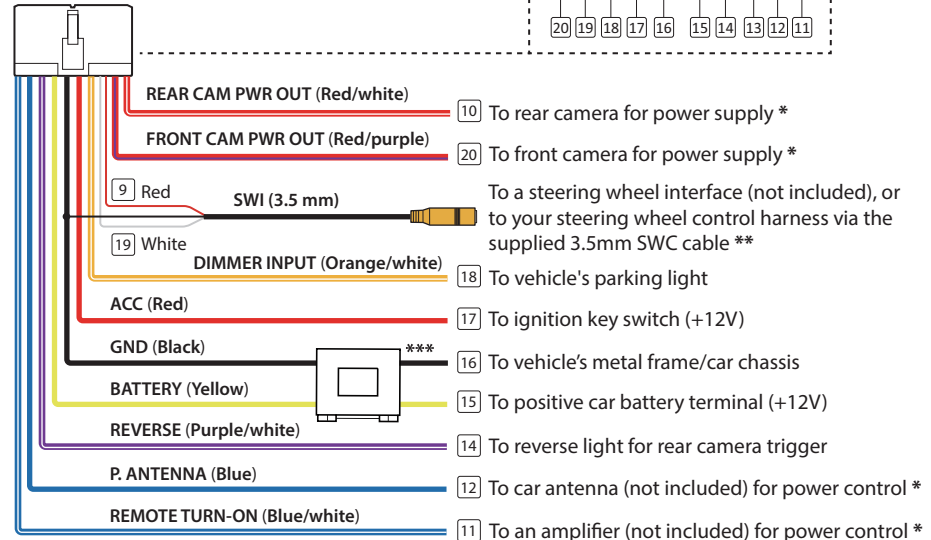 20 19 18 17 16 15 14 13 12 11
REAR CAM PWR OUT (Red/white)
10 To rear camera for power supply *
FRONT CAM PWR OUT (Red/purple)
20 To front camera for power supply *
9 Red
SWI (3.5 mm)
To a steering wheel interface (not included), or
to your steering wheel control harness via the
supplied 3.5mm SWC cable **
19 White
DIMMER INPUT (Orange/white)
18 To vehicle's parking light
ACC (Red)
17 To ignition key switch (+12V)
GND (Black)
***
16 To vehicle’s metal frame/car chassis
BATTERY (Yellow)
15 To positive car battery terminal (+12V)
REVERSE (Purple/white)
14 To reverse light for rear camera trigger
P. ANTENNA (Blue)
12 To car antenna (not included) for power control *
REMOTE TURN-ON (Blue/white)
11 To an amplifier (not included) for power control *